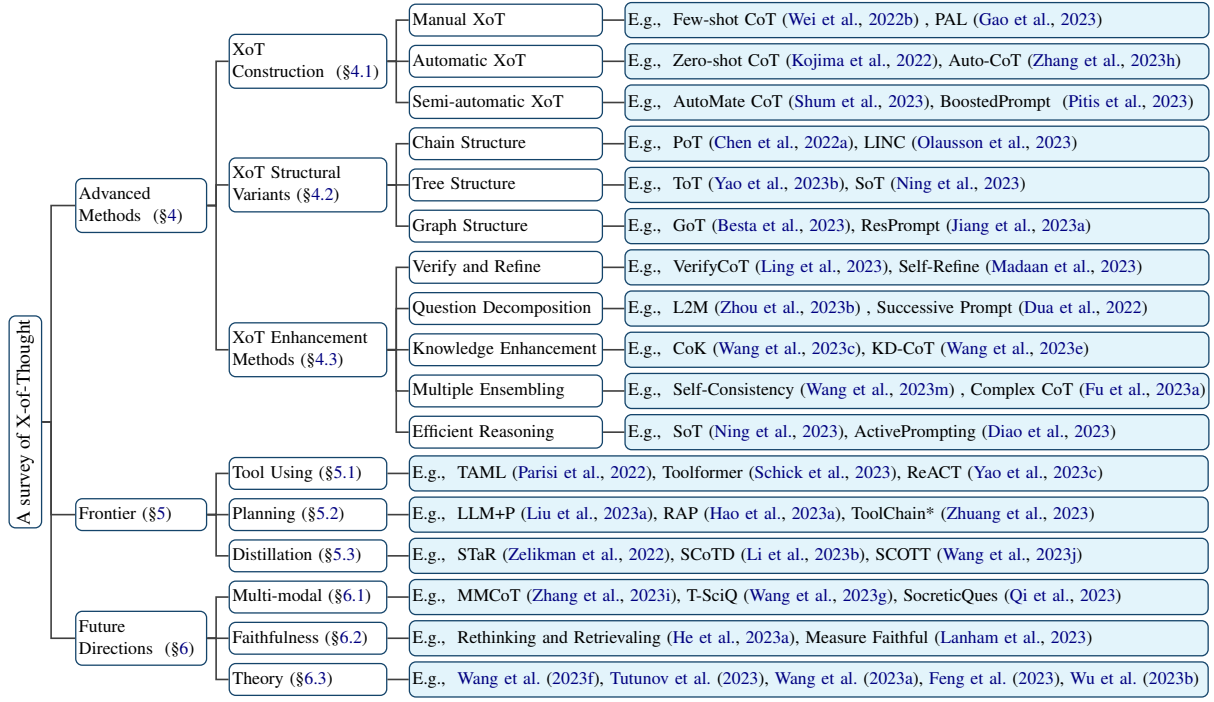 A survey of X-of-Thought
Advanced
Methods (§4)
XoT
Construction (§4.1)
Manual XoT
E.g., Few-shot CoT (Wei et al., 2022b) , PAL (Gao et al., 2023)
Automatic XoT
E.g., Zero-shot CoT (Kojima et al., 2022), Auto-CoT (Zhang et al., 2023h)
Semi-automatic XoT
E.g., AutoMate CoT (Shum et al., 2023), BoostedPrompt (Pitis et al., 2023)
XoT Structural
Variants (§4.2)
Chain Structure
E.g., PoT (Chen et al., 2022a), LINC (Olausson et al., 2023)
Tree Structure
E.g., ToT (Yao et al., 2023b), SoT (Ning et al., 2023)
Graph Structure
E.g., GoT (Besta et al., 2023), ResPrompt (Jiang et al., 2023a)
XoT Enhancement
Methods (§4.3)
Verify and Refine
E.g., VerifyCoT (Ling et al., 2023), Self-Refine (Madaan et al., 2023)
Question Decomposition
E.g., L2M (Zhou et al., 2023b) , Successive Prompt (Dua et al., 2022)
Knowledge Enhancement
E.g., CoK (Wang et al., 2023c), KD-CoT (Wang et al., 2023e)
Multiple Ensembling
E.g., Self-Consistency (Wang et al., 2023m) , Complex CoT (Fu et al., 2023a)
Efficient Reasoning
E.g., SoT (Ning et al., 2023), ActivePrompting (Diao et al., 2023)
Frontier (§5)
Tool Using (§5.1)
E.g., TAML (Parisi et al., 2022), Toolformer (Schick et al., 2023), ReACT (Yao et al., 2023c)
Planning (§5.2)
E.g., LLM+P (Liu et al., 2023a), RAP (Hao et al., 2023a), ToolChain* (Zhuang et al., 2023)
Distillation (§5.3)
E.g., STaR (Zelikman et al., 2022), SCoTD (Li et al., 2023b), SCOTT (Wang et al., 2023j)
Future
Directions (§6)
Multi-modal (§6.1)
E.g., MMCoT (Zhang et al., 2023i), T-SciQ (Wang et al., 2023g), SocreticQues (Qi et al., 2023)
Faithfulness (§6.2)
E.g., Rethinking and Retrievaling (He et al., 2023a), Measure Faithful (Lanham et al., 2023)
Theory (§6.3)
E.g., Wang et al. (2023f), Tutunov et al. (2023), Wang et al. (2023a), Feng et al. (2023), Wu et al. (2023b)